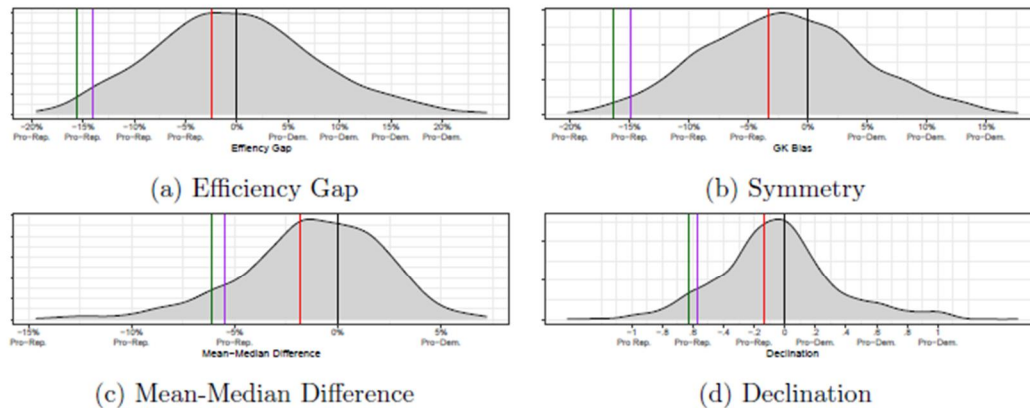 −20% −15% −10% −5% 0% 5% 10% 15% 20%
Pro−Rep. Pro−Rep. Pro−Rep. Pro−Rep. Pro−Dem. Pro−Dem. Pro−Dem. Pro−Dem.
Effiency Gap
(a) Efficiency Gap
−20% −15% −10% −5% 0% 5% 10% 15%
Pro−Rep. Pro−Rep. Pro−Rep. Pro−Rep. Pro−Dem. Pro−Dem. Pro−Dem.
GK Bias
(b) Symmetry
−15% −10% −5% 0% 5%
Pro−Rep. Pro−Rep. Pro−Rep. Pro−Dem.
Mean−Median Difference
(c) Mean-Median Difference
−1 .8 .6 −.4 −.2 0 .2 .4 .6 .8 1
Pro Rep. Pro−Rep. Pro−Rep. Pro−Rep. Pro−Rep. Pro−Dem. Pro−Dem. Pro−Dem. Pro−Dem. Pro−Dem.
Declination
(d) Declination